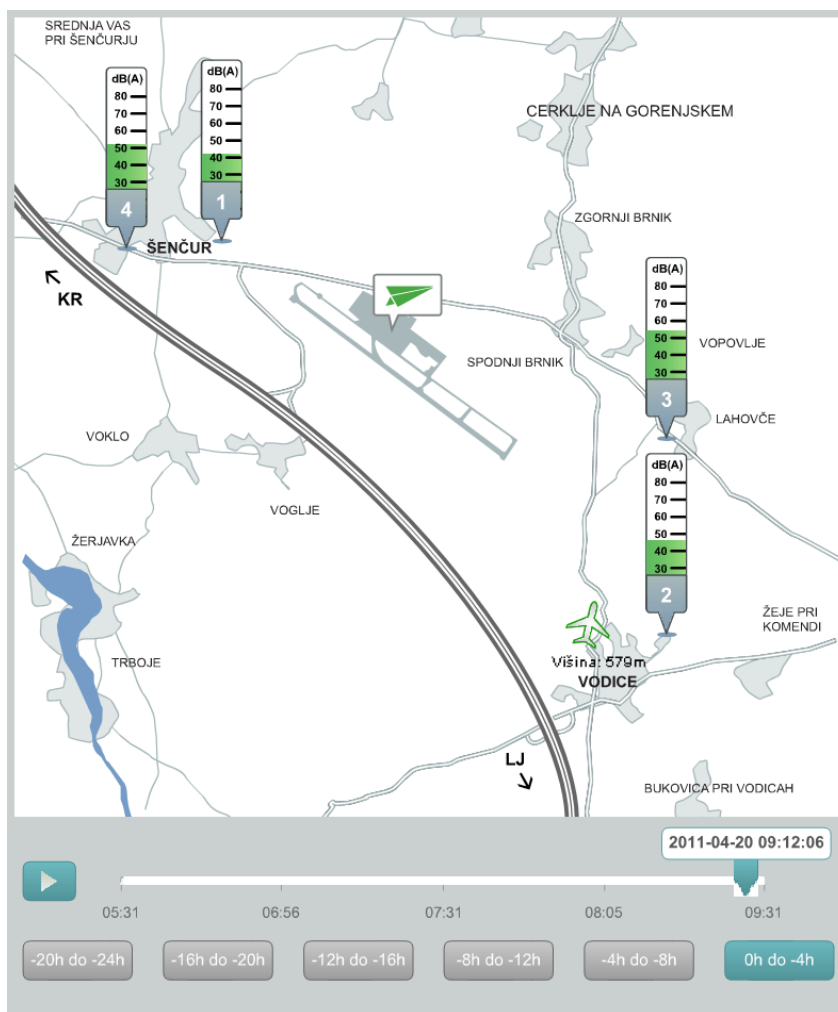 SREDNJA VAS
PRI ŠENČURJU
dB(A)
80
70
60
50
40
30
4
dB(A)
80
70
60
50
40
30
1
CERKLJE NA GORENJSKEM
ZGORNJI BRNIK
ŠENČUR
KR
dB(A)
80
70
60
50
40
30
3
VOPOVLJE
SPODNJI BRNIK
LAHOVČE
VOKLO
VOGLJE
dB(A)
80
70
60
50
40
30
2
ŽERJAVKA
ŽEJE PRI
KOMENDI
TRBOJE
Višina: 579m
VODICE
LJ
BUKOVICA PRI VODICAH
2011-04-20 09:12:06
05:31 06:56 07:31 08:05 09:31
-20h do -24h -16h do -20h -12h do -16h -8h do -12h -4h do -8h 0h do -4h